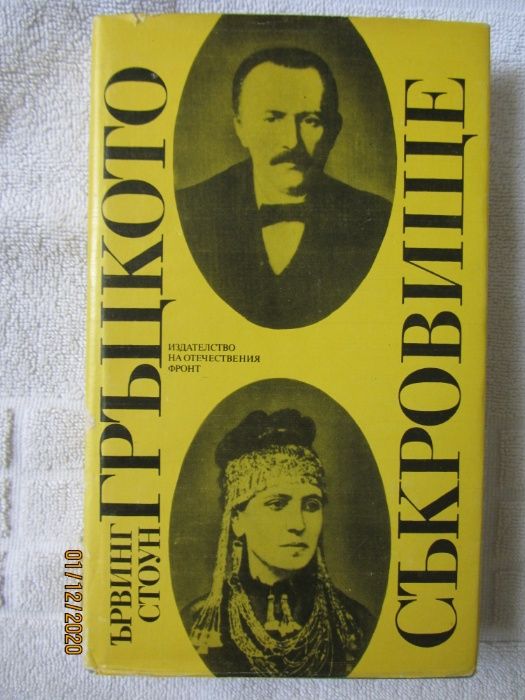 ЪРВИНГ
СТОУН
ГРЪЦКОТО
СЪКРОВИЩЕ
ИЗДАТЕЛСТВО
НА ОТЕЧЕСТВЕНИЯ
ФРОНТ
01/12/2020